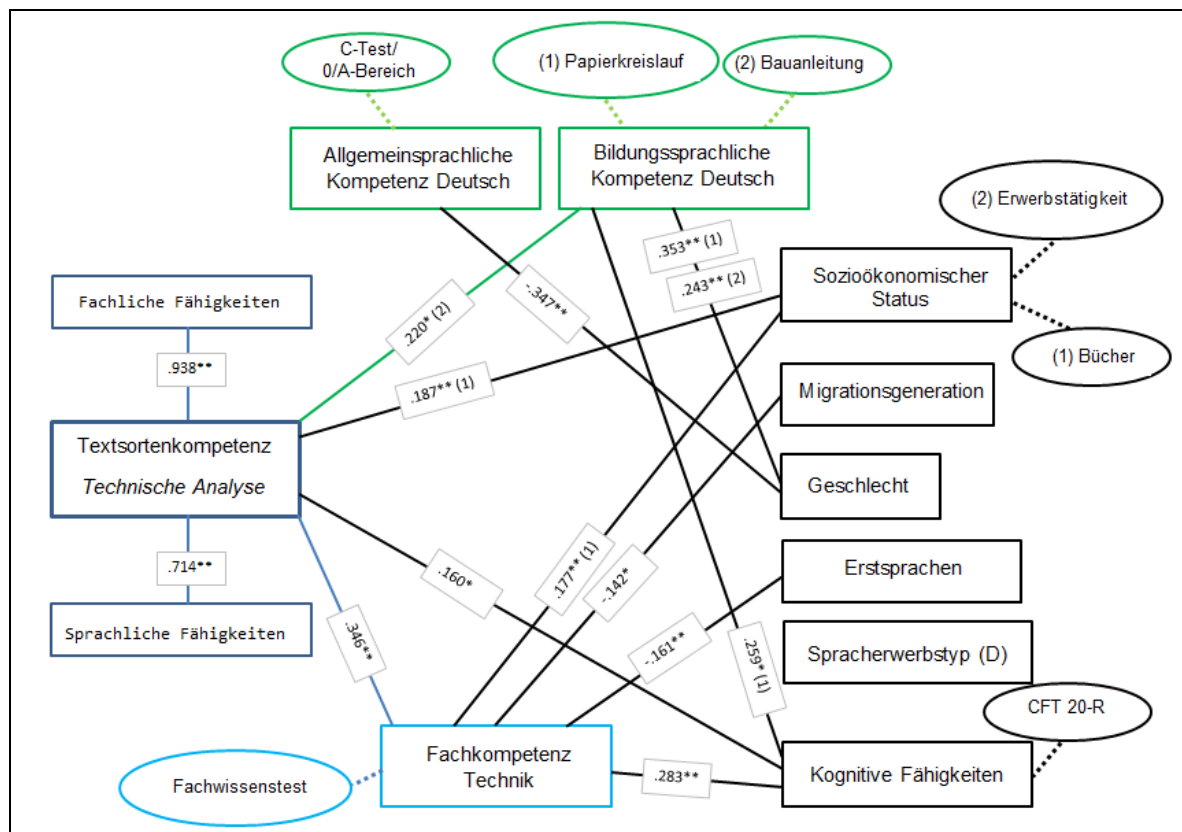 C-Test/
0/A-Bereich
(1) Papierkreislauf
(2) Bauanleitung
Allgemeinsprachliche
Kompetenz Deutsch
Bildungssprachliche
Kompetenz Deutsch
(2) Erwerbstätigkeit
Sozioökonomischer
Status
(1) Bücher
.353** (1)
.243** (2)
-.347**
.220* (2)
.187** (1)
Fachliche Fähigkeiten
.938**
Migrationsgeneration
Textsortenkompetenz
Technische Analyse
Geschlecht
.714**
Sprachliche Fähigkeiten
.160*
.177** (1)
-.142*
Erstsprachen
.346**
-.161**
.259* (1)
Spracherwerbstyp (D)
CFT 20-R
Fachkompetenz
Technik
Fachwissenstest
.283**
Kognitive Fähigkeiten